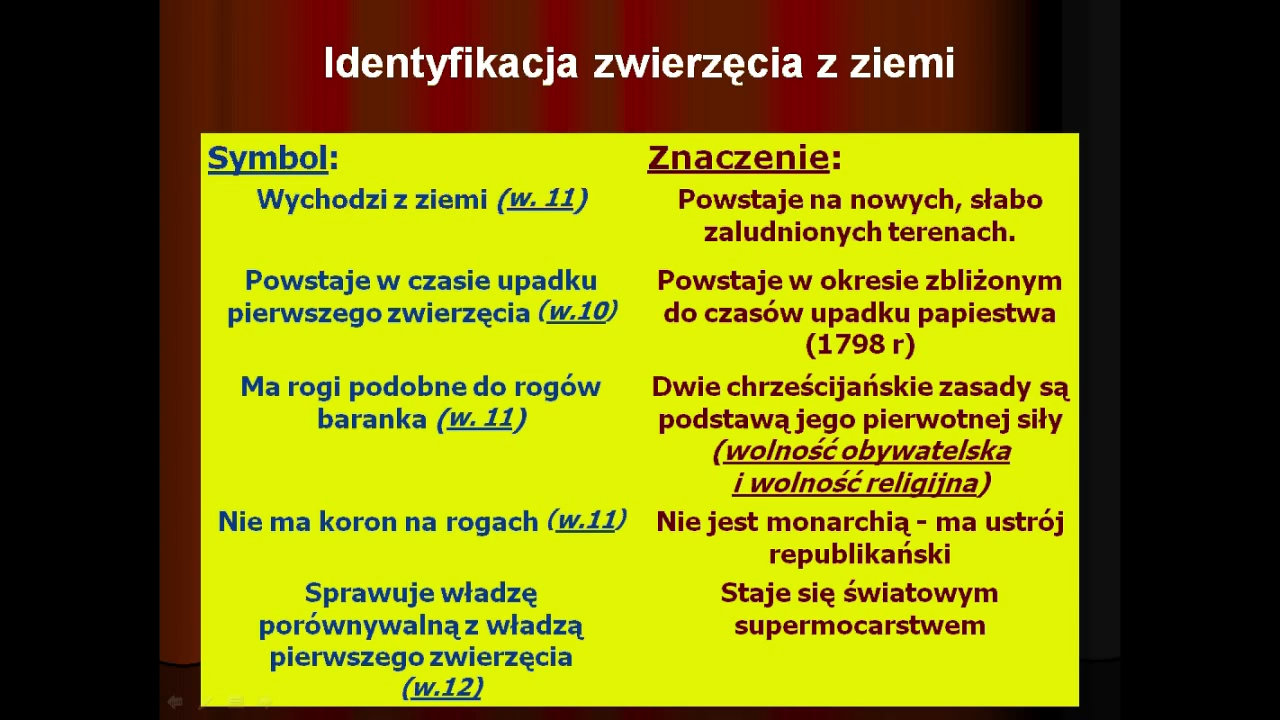 Identyfikacja zwierzęcia z ziemi
Symbol:
Znaczenie:
Wychodzi z ziemi (w. 11)
Powstaje na nowych, słabo
zaludnionych terenach.
Powstaje w czasie upadku
pierwszego zwierzęcia (w.10)
Powstaje w okresie zbliżonym
do czasów upadku papiestwa
(1798 r)
Ma rogi podobne do rogów
baranka (w. 11)
Dwie chrześcijańskie zasady są
podstawą jego pierwotnej siły
(wolność obywatelska
i wolność religijna)
Nie ma koron na rogach (w.11)
Nie jest monarchią - ma ustrój
republikański
Sprawuje władzę
porównywalną z władzą
pierwszego zwierzęcia
(w.12)
Staje się światowym
supermocarstwem